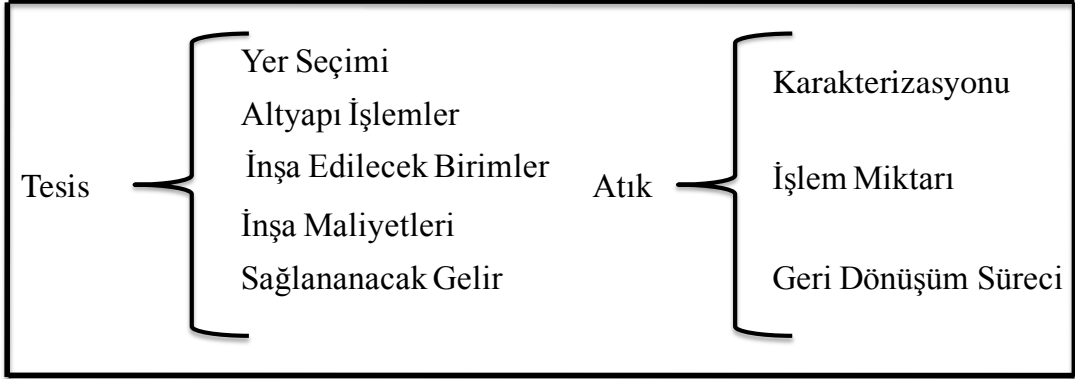 Tesis
Yer Seçimi
Altyapı İşlemler
İnşa Edilecek Birimler
İnşa Maliyetleri
Sağlananacak Gelir
Atık
Karakterizasyonu
İşlem Miktarı
Geri Dönüşüm Süreci